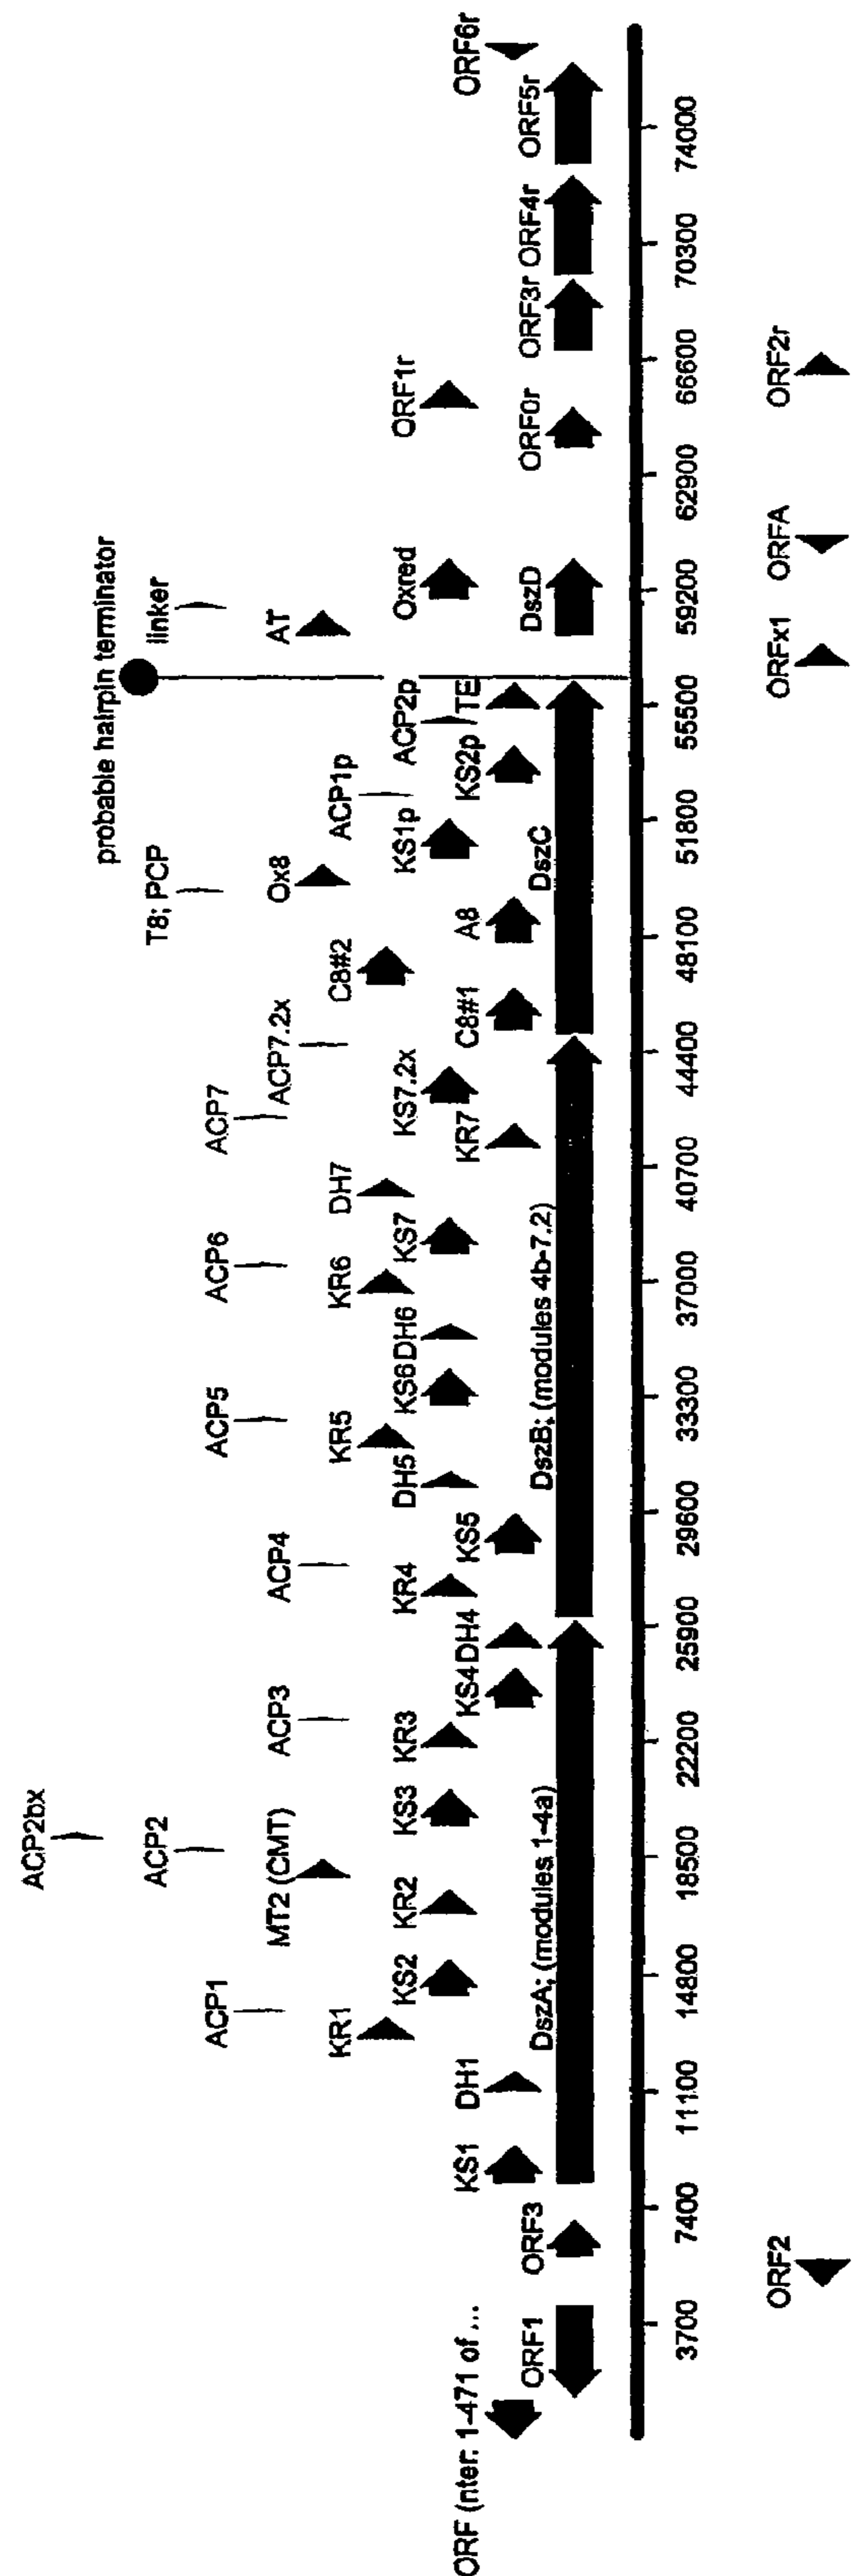 probable hairpin terminator
ACP2bx
ACP2
T8; PCP
linker
ACP1
ACP5
ACP6
ACP7
MT2 (CMT)
ACP3
ACP4
ACP7.2x
Ox8
AT
KR1
KR5
KR6
DH7
C8#2
ACP1p
KS2
KR2
KS3
KR3
KR4
DH5
KS6
DH6
KS7
KS7.2x
KS1p
ACP2p
Oxred
ORF1r
ORF (nter. 1-471 of ...
KS1
DH1
KS4
DH4
KS5
KR7
C8#1
A8
KS2p
TE
ORF6r
ORF1
ORF3
DszA; (modules 1-4a)
DszB; (modules 4b-7.2)
DszC
DszD
ORF0r
ORF3r
ORF4r
ORF5r
3700
7400
11100
14800
18500
22200
25900
29600
33300
37000
40700
44400
48100
51800
55500
59200
62900
66600
70300
74000
ORF2
ORFx1
ORFA
ORF2r